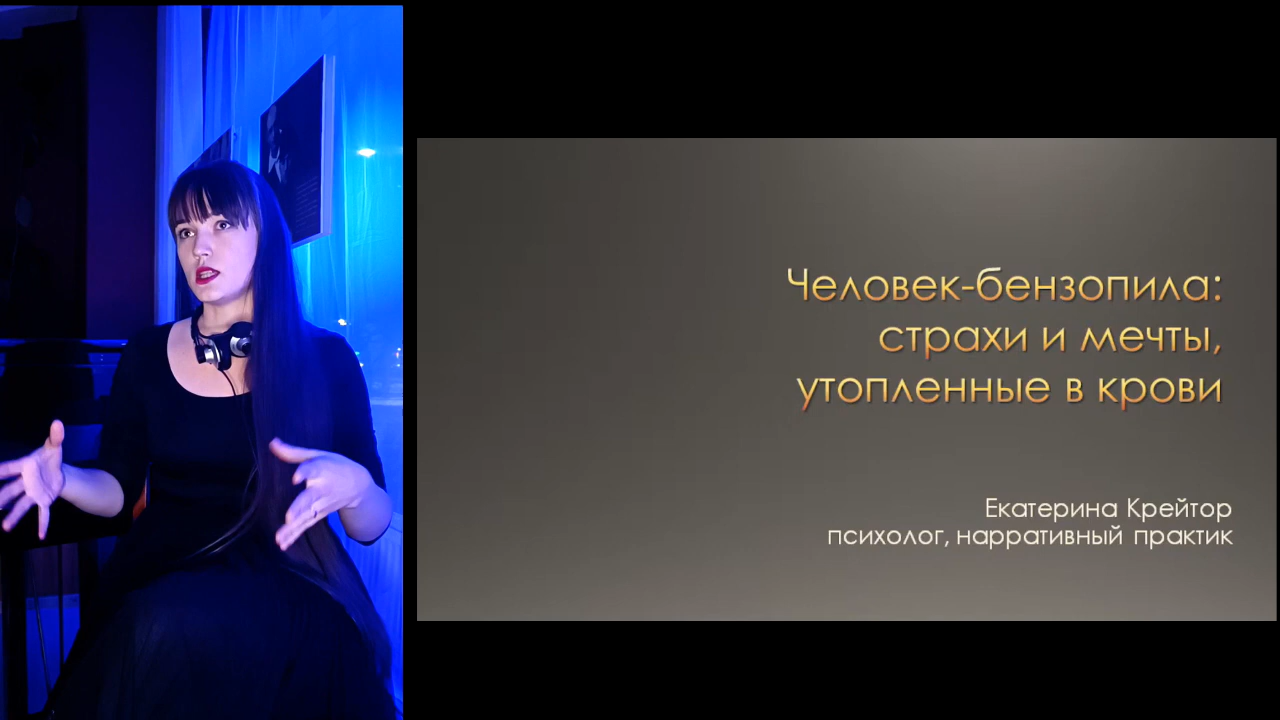 Человек-бензопила:
страхи и мечты,
утопленные в крови
Екатерина Крейтор
психолог, нарративный практик